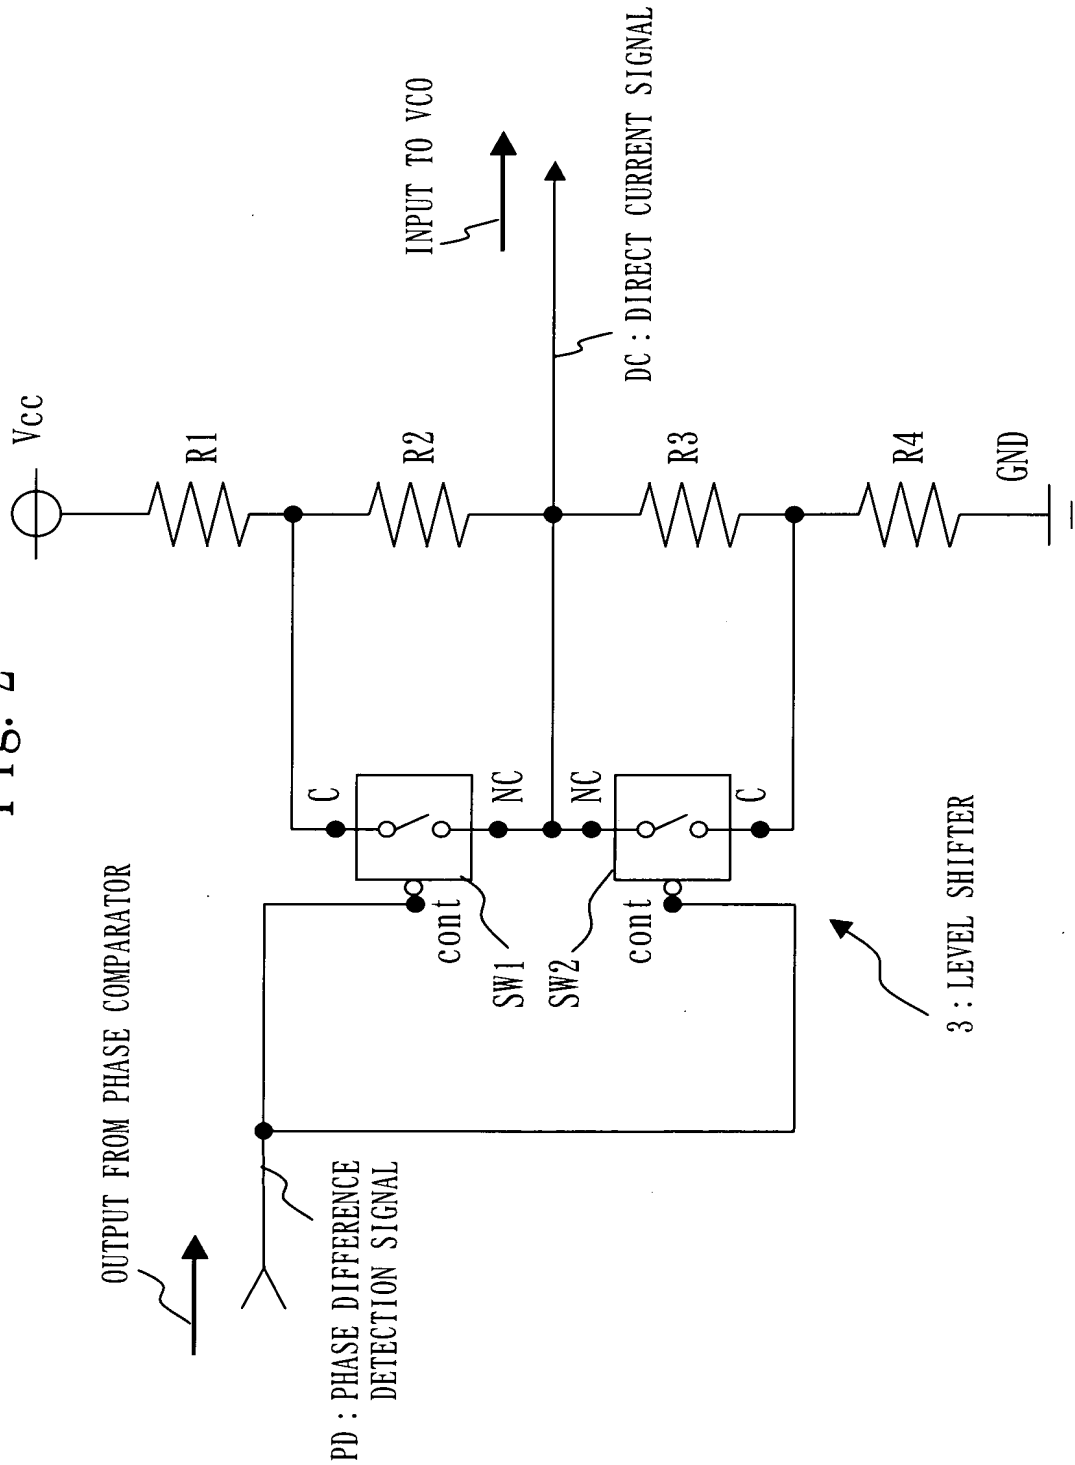 Fig. 2
OUTPUT FROM PHASE COMPARATOR
PD : PHASE DIFFERENCE
DETECTION SIGNAL
Vcc
R1
R2
R3
R4
GND
C
NC
NC
C
cont
cont
SW1
SW2
INPUT TO VCO
DC : DIRECT CURRENT SIGNAL
3 : LEVEL SHIFTER